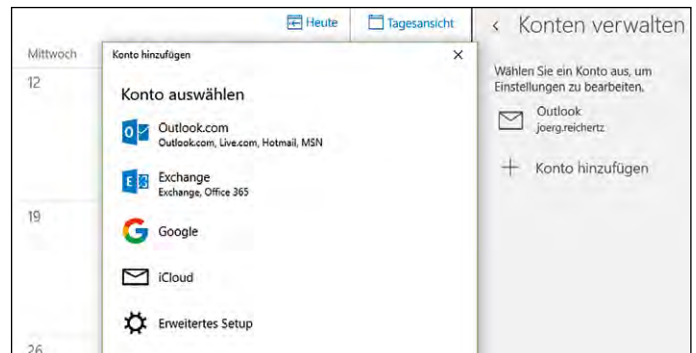 Heute
Tagesansicht
Mittwoch
12
19
26
Konto hinzufügen
Konto auswählen
Outlook.com
Outlook.com, Live.com, Hotmail, MSN
Exchange
Exchange, Office 365
Google
iCloud
Erweitertes Setup
Konten verwalten
Wählen Sie ein Konto aus, um
Einstellungen zu bearbeiten.
Outlook
joerg.reichertz
Konto hinzufügen